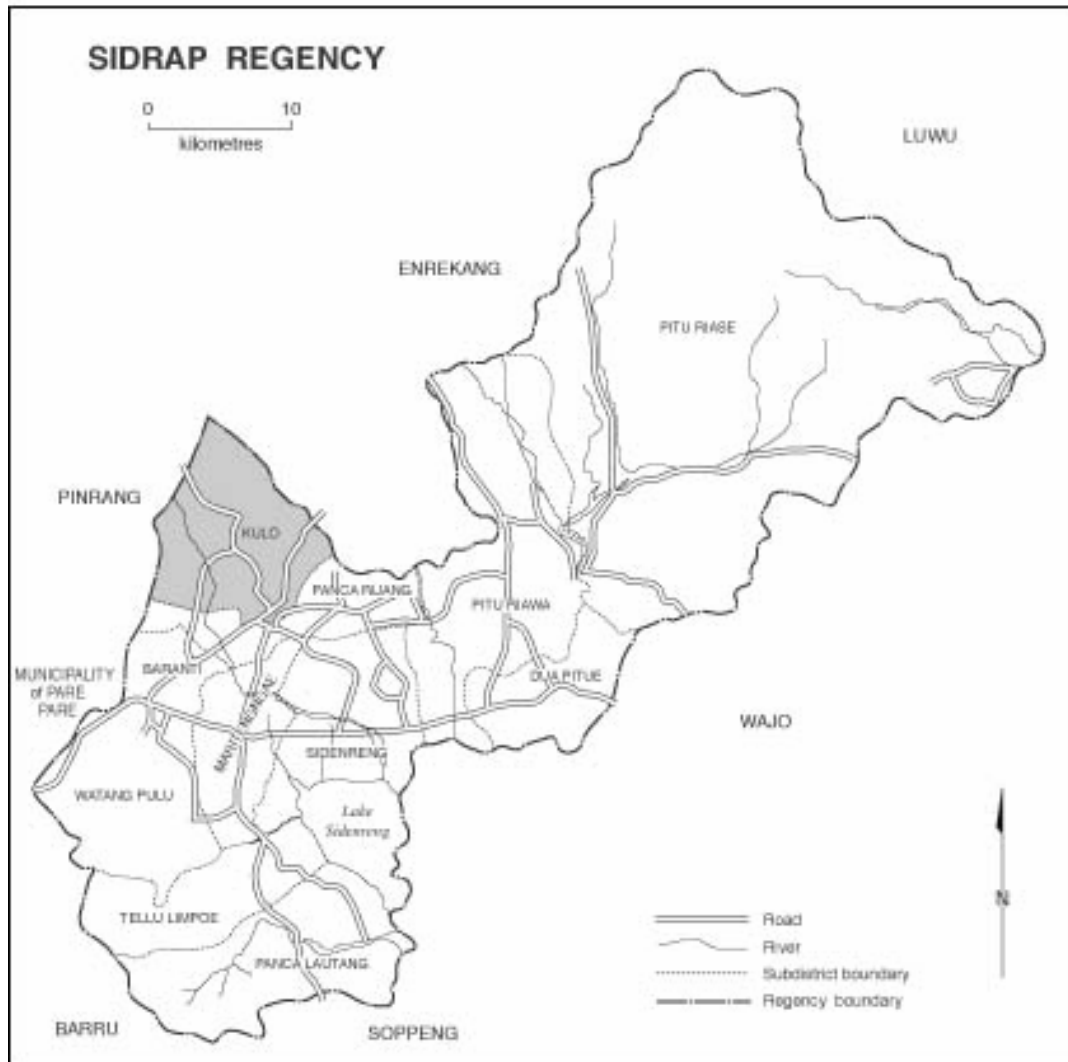 SIDRAP REGENCY
0 10
kilometres
LUWU
ENREKANG
PITU RIASE
PINRANG
KULO
PANCA RIJANG
PITU RIAWA
BARANTI
MUNICIPALITY
of PARE
PARE
DUA PITUE
MARITENGNGAE
WAJO
SIDENRENG
WATANG PULU
Lake
Sidenreng
N
TELLU LIMPOE
PANCA LAUTANG
Road
River
Subdistrict boundary
Regency boundary
BARRU
SOPPENG